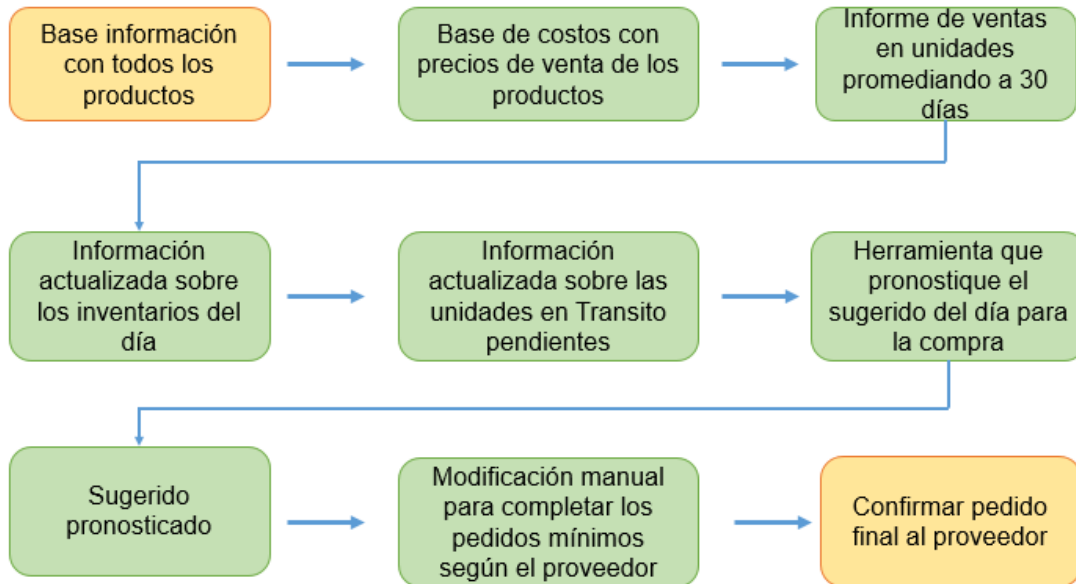 Base información
con todos los
productos
Base de costos con
precios de venta de los
productos
Informe de ventas
en unidades
promediando a 30
días
Información
actualizada sobre
los inventarios del
día
Información
actualizada sobre las
unidades en Transito
pendientes
Herramienta que
pronostique el
sugerido del día para
la compra
Sugerido
pronosticado
Modificación manual
para completar los
pedidos mínimos
según el proveedor
Confirmar pedido
final al proveedor